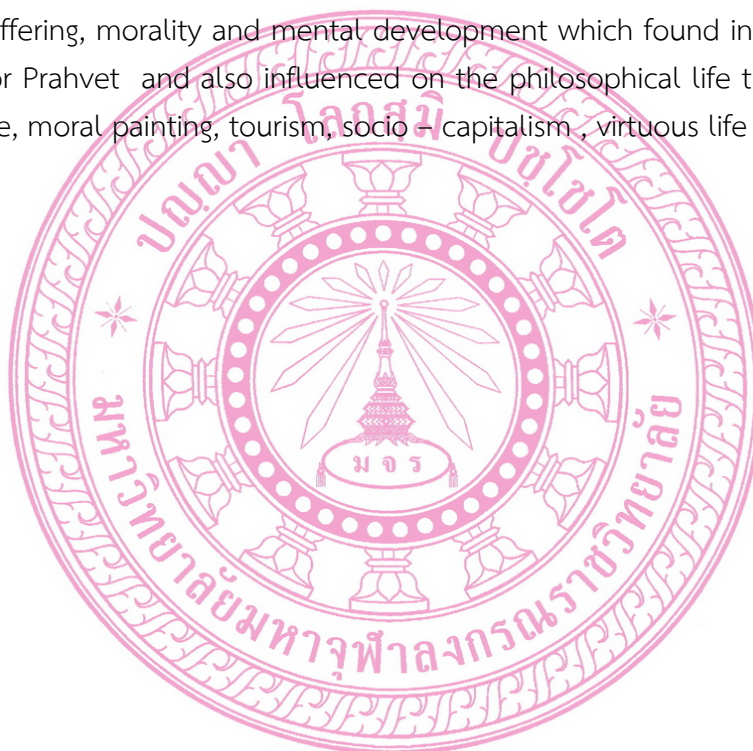 ffering, morality and mental development which found in
or Prahvet and also influenced on the philosophical life t
e, moral painting, tourism, socio – capitalism , virtuous life
ปญฺญา โลกสฺมิ ปชฺโชโต
ม จ ร
มหาวิทยาลัยมหาจุฬาลงกรณราชวิทยาลัย